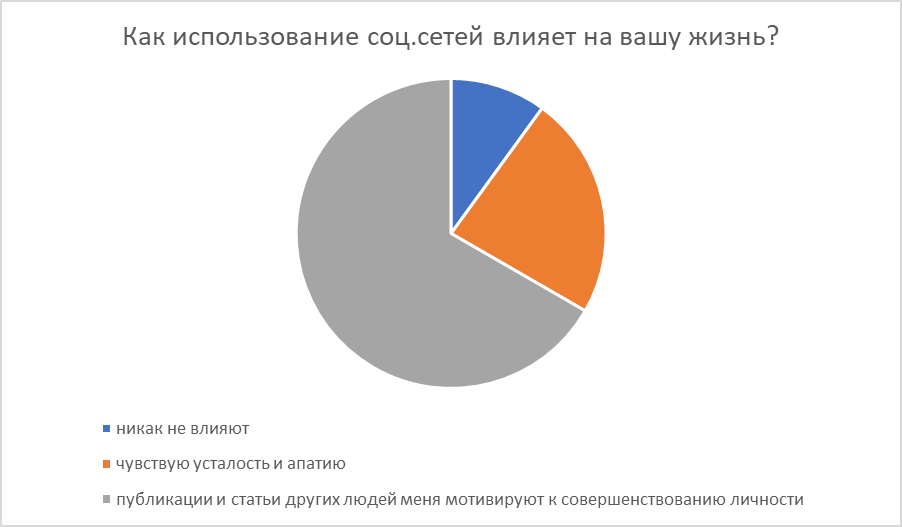 Как использование соц.сетей влияет на вашу жизнь?
никак не влияют
чувствую усталость и апатию
публикации и статьи других людей меня мотивируют к совершенствованию личности